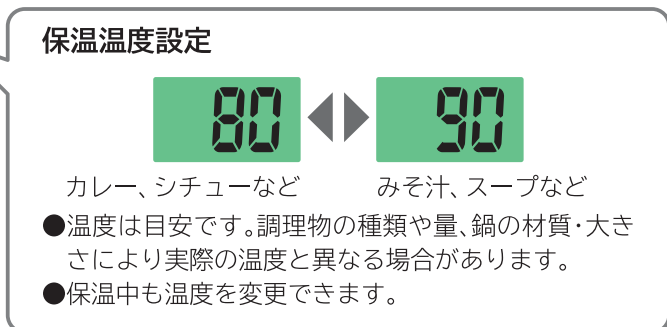 保温温度設定
80 90
カレー、シチューなど みそ汁、スープなど
●温度は目安です。調理物の種類や量、鍋の材質・大き
さにより実際の温度と異なる場合があります。
●保温中も温度を変更できます。